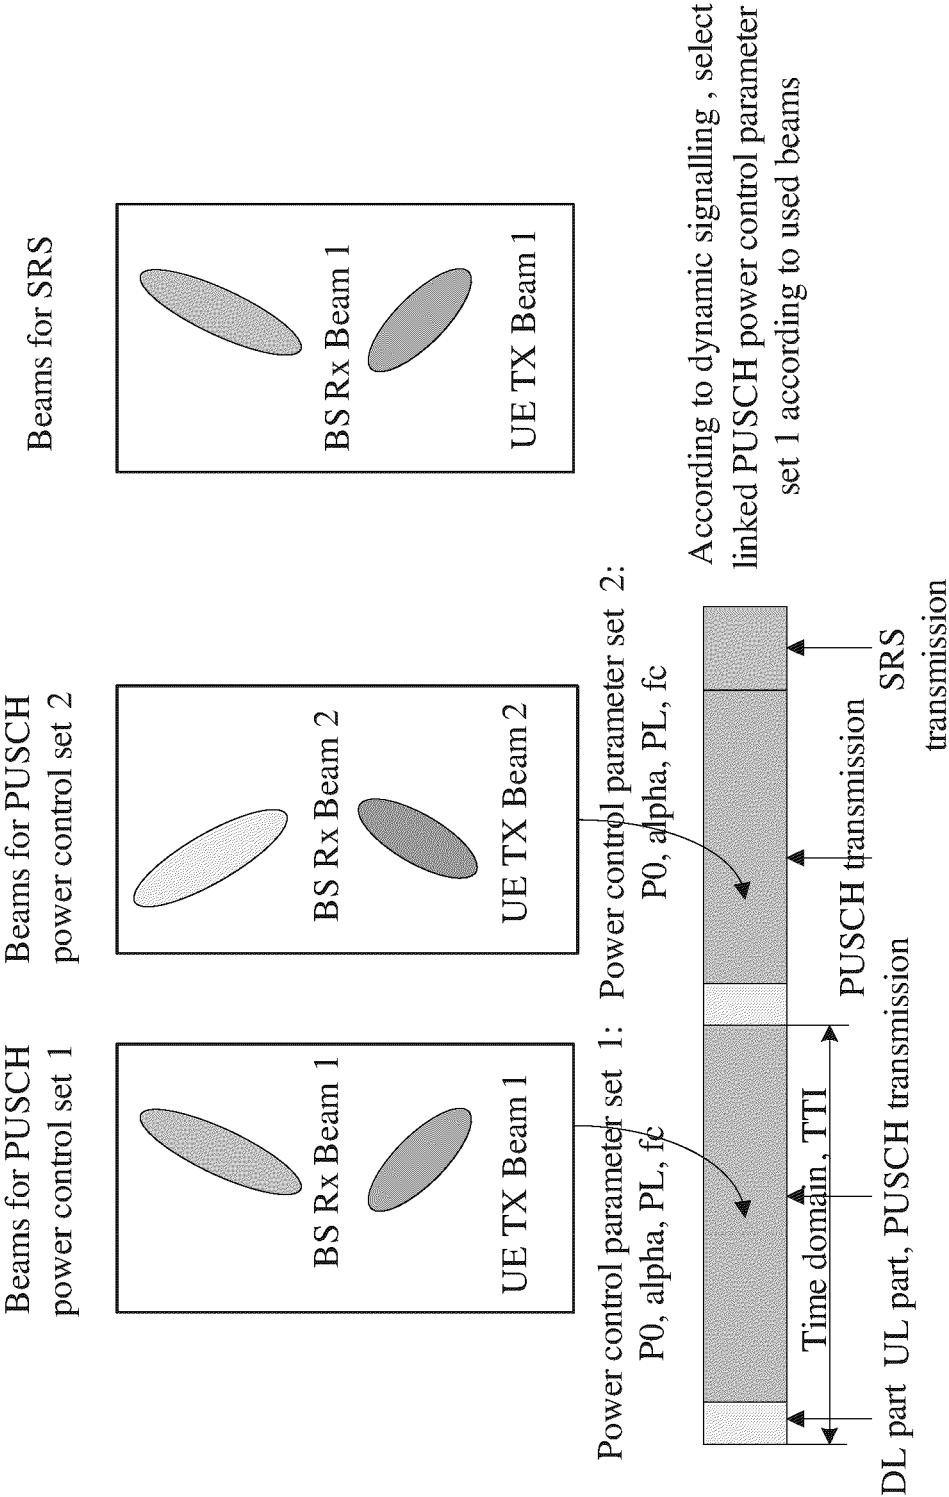 Beams for PUSCH
power control set 1
Beams for PUSCH
power control set 2
Beams for SRS
BS Rx Beam 1
UE TX Beam 1
BS Rx Beam 2
UE TX Beam 2
BS Rx Beam 1
UE TX Beam 1
Power control parameter set 1:
P0, alpha, PL, fc
Power control parameter set 2:
P0, alpha, PL, fc
According to dynamic signalling , select
linked PUSCH power control parameter
set 1 according to used beams
Time domain, TTI
DL part
UL part, PUSCH transmission
PUSCH transmission
SRS
transmission